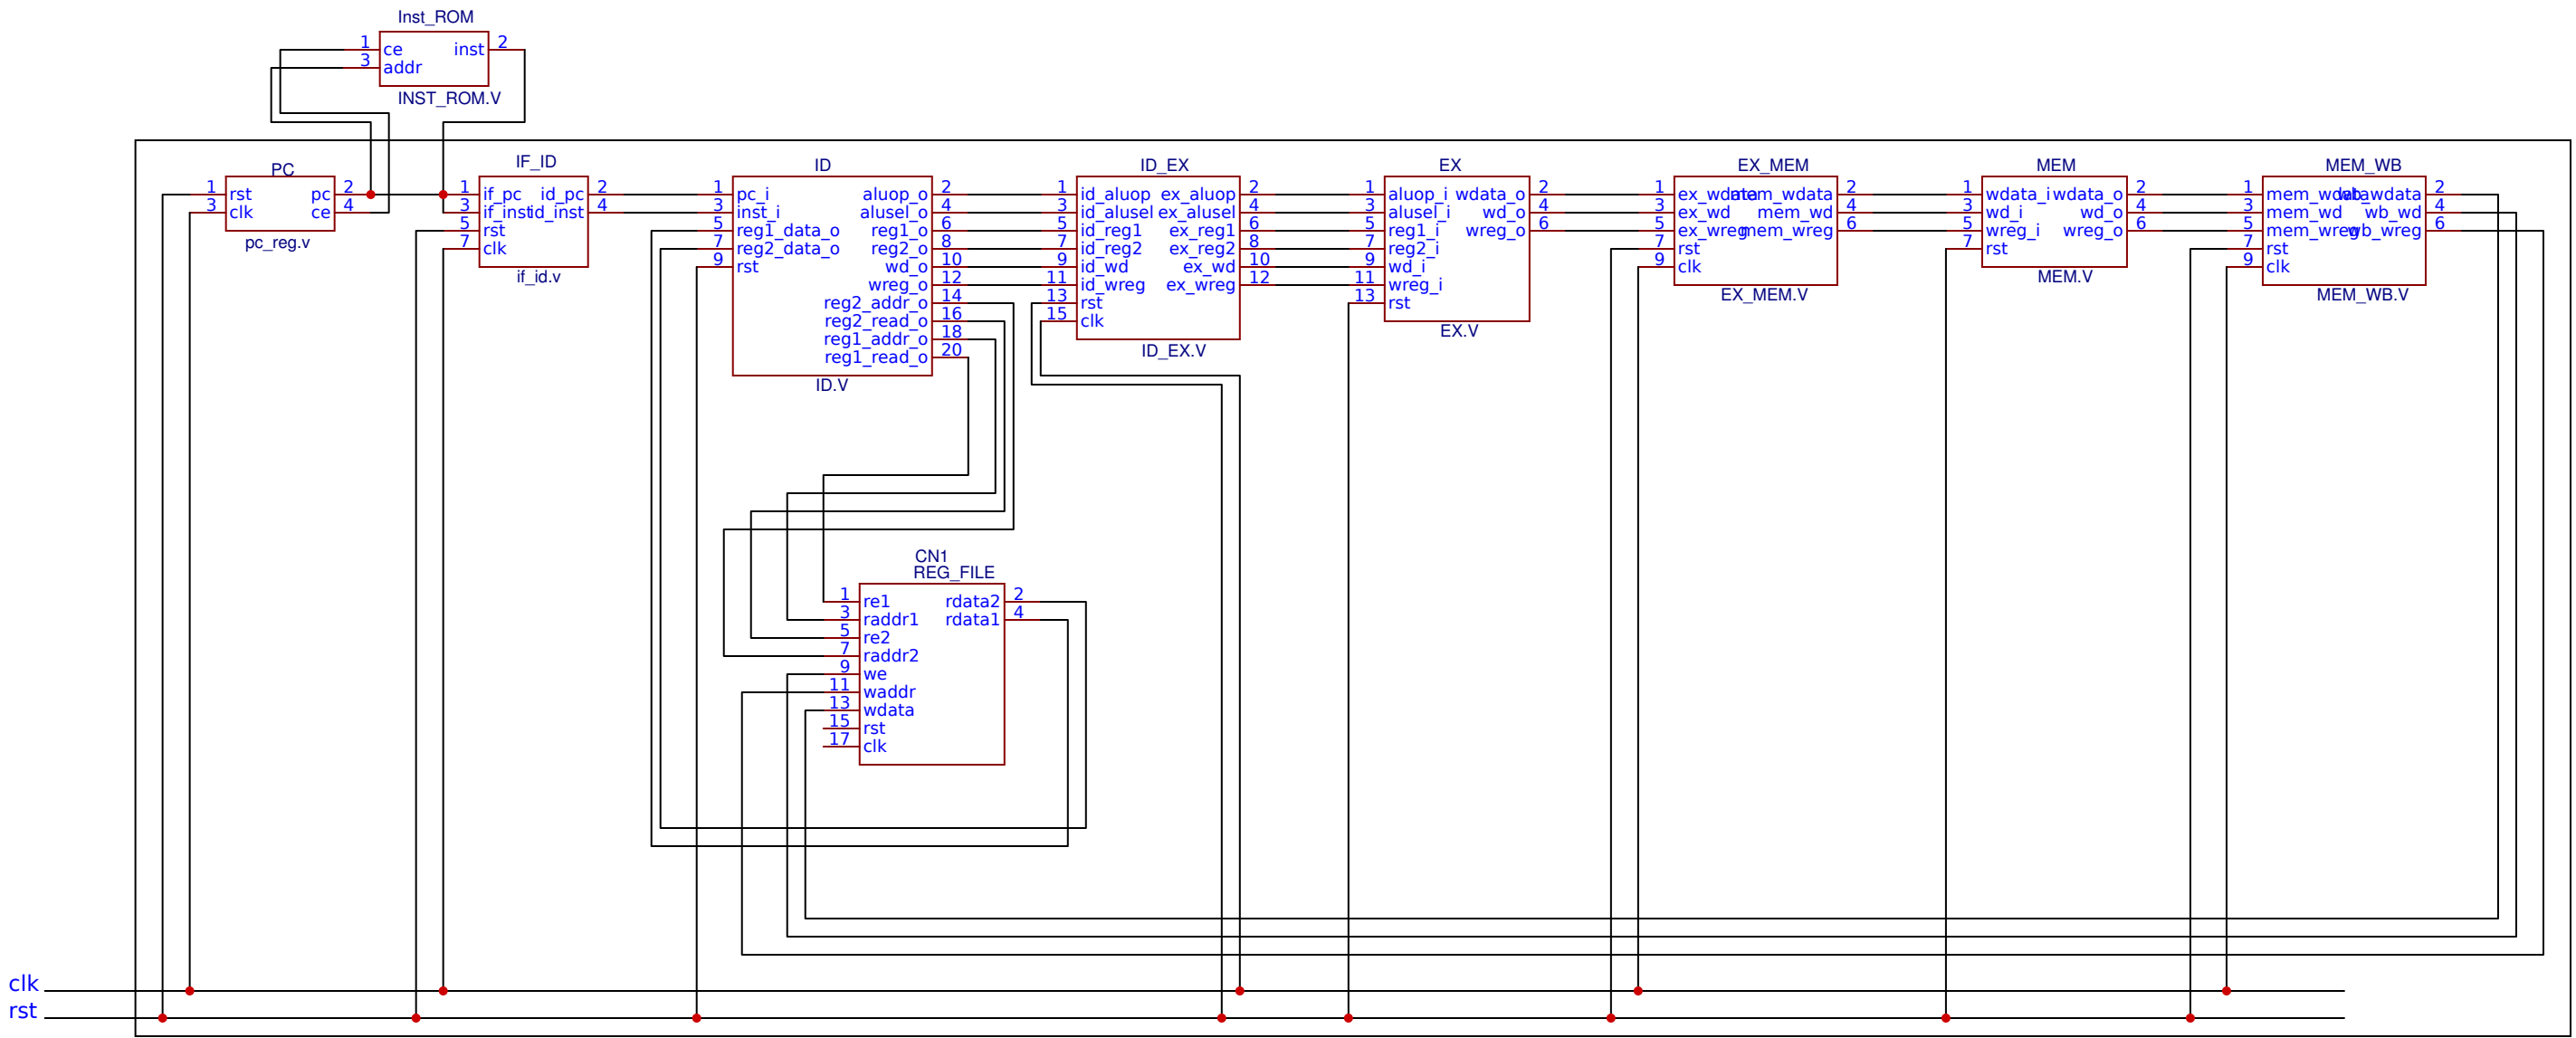 Inst_ROM
1 ce inst 2
3 addr
INST_ROM.V
PC
1 rst pc 2
3 clk ce 4
pc_reg.v
IF_ID
1 if_pc id_pc 2
3 if_inst id_inst 4
5 rst
7 clk
if_id.v
ID
1 pc_i aluop_o 2
3 inst_i alusel_o 4
5 reg1_data_o reg1_o 6
7 reg2_data_o reg2_o 8
9 rst wd_o 10
wreg_o 12
reg2_addr_o 14
reg2_read_o 16
reg1_addr_o 18
reg1_read_o 20
ID.V
ID_EX
1 id_aluop ex_aluop 2
3 id_alusel ex_alusel 4
5 id_reg1 ex_reg1 6
7 id_reg2 ex_reg2 8
9 id_wd ex_wd 10
11 id_wreg ex_wreg 12
13 rst
15 clk
ID_EX.V
EX
1 aluop_i wdata_o 2
3 alusel_i wd_o 4
5 reg1_i wreg_o 6
7 reg2_i
9 wd_i
11 wreg_i
13 rst
EX.V
EX_MEM
1 ex_wdata mem_wdata 2
3 ex_wd mem_wd 4
5 ex_wreg mem_wreg 6
7 rst
9 clk
EX_MEM.V
MEM
1 wdata_i wdata_o 2
3 wd_i wd_o 4
5 wreg_i wreg_o 6
7 rst
MEM.V
MEM_WB
1 mem_wdata wb_wdata 2
3 mem_wd wb_wd 4
5 mem_wreg wb_wreg 6
7 rst
9 clk
MEM_WB.V
CN1
REG_FILE
1 re1 rdata2 2
3 raddr1 rdata1 4
5 re2
7 raddr2
9 we
11 waddr
13 wdata
15 rst
17 clk
clk
rst